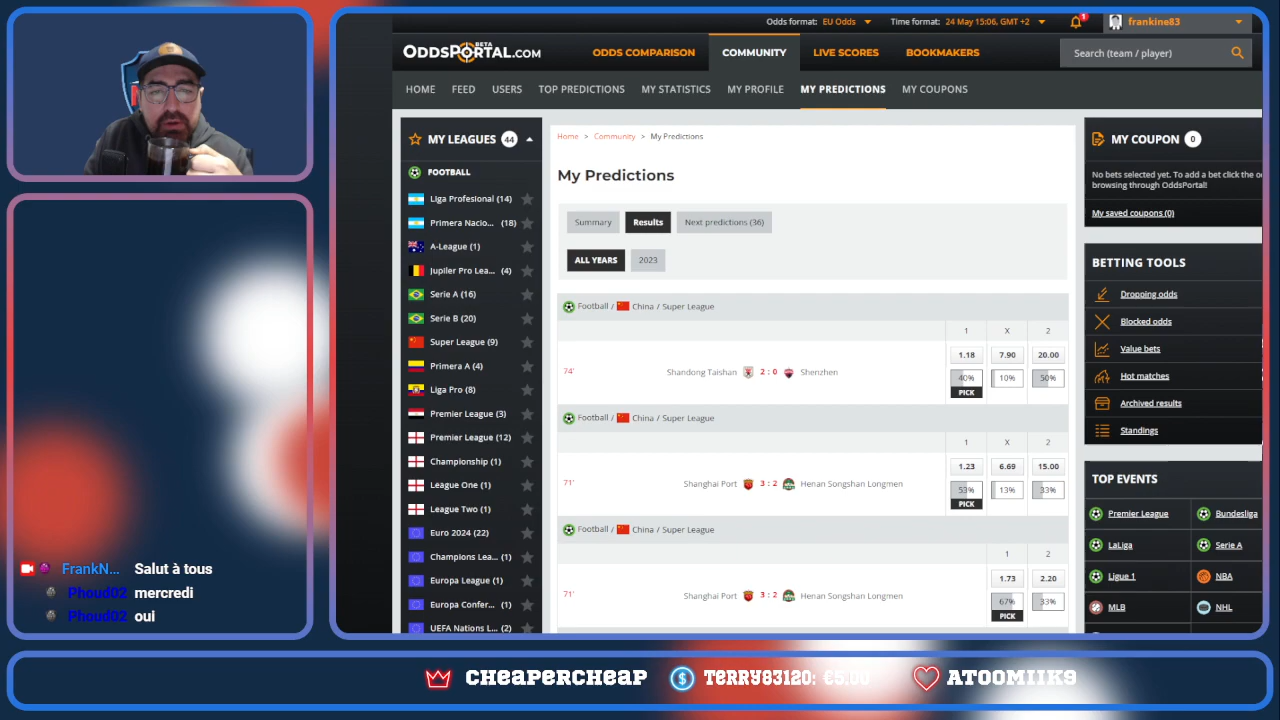 Odds format: EU Odds Time format: 24 May 15:06, GMT +2 1 frankine83
ODDSPORTAL.COM BETA ODDS COMPARISON COMMUNITY LIVE SCORES BOOKMAKERS Search (team / player)
HOME FEED USERS TOP PREDICTIONS MY STATISTICS MY PROFILE MY PREDICTIONS MY COUPONS
MY LEAGUES 44
FOOTBALL
Liga Profesional (14)
Primera Nacio... (18)
A-League (1)
Jupiler Pro Lea... (4)
Serie A (16)
Serie B (20)
Super League (9)
Primera A (4)
Liga Pro (8)
Premier League (3)
Premier League (12)
Championship (1)
League One (1)
League Two (1)
Euro 2024 (22)
Champions Lea... (1)
Europa League (1)
Europa Confer... (1)
UEFA Nations L... (2)
Home > Community > My Predictions
My Predictions
Summary Results Next predictions (36)
ALL YEARS 2023
Football / China / Super League
1 X 2
1.18 7.90 20.00
74' Shandong Taishan 2 : 0 Shenzhen
40% 10% 50%
PICK
Football / China / Super League
1 X 2
1.23 6.69 15.00
71' Shanghai Port 3 : 2 Henan Songshan Longmen
53% 13% 33%
PICK
Football / China / Super League
1 2
1.73 2.20
71' Shanghai Port 3 : 2 Henan Songshan Longmen
67% 33%
PICK
MY COUPON 0
No bets selected yet. To add a bet click the
browsing through OddsPortal!
My saved coupons (0)
BETTING TOOLS
Dropping odds
Blocked odds
Value bets
Hot matches
Archived results
Standings
TOP EVENTS
Premier League Bundesliga
LaLiga Serie A
Ligue 1 NBA
MLB NHL
FrankN... Salut à tous
Phoud02 mercredi
Phoud02 oui
CHEAPERCHEAP TERRY83120: €5.00 ATOOMIIK9